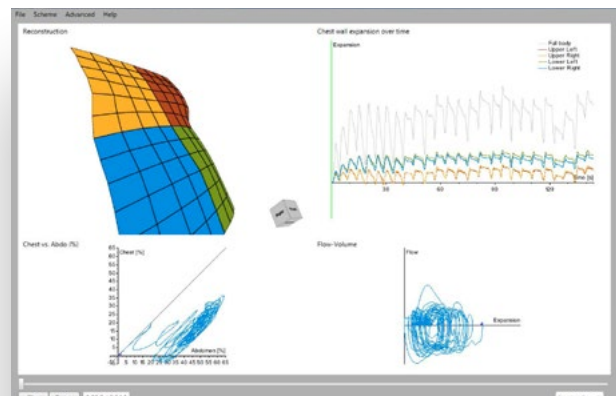 File Scheme Advanced Help
Reconstruction
Chest wall expansion over time
Expansion
Full body
Upper Left
Upper Right
Lower Left
Lower Right
30 60 90 120
Time [s]
Chest vs. Abdo (%)
Chest [%]
65
60
55
50
45
40
35
30
25
20
15
10
5
Abdomen [%]
0 5 10 15 20 25 30 35 40 45 50 55 60 65
Flow-Volume
Flow
Expansion